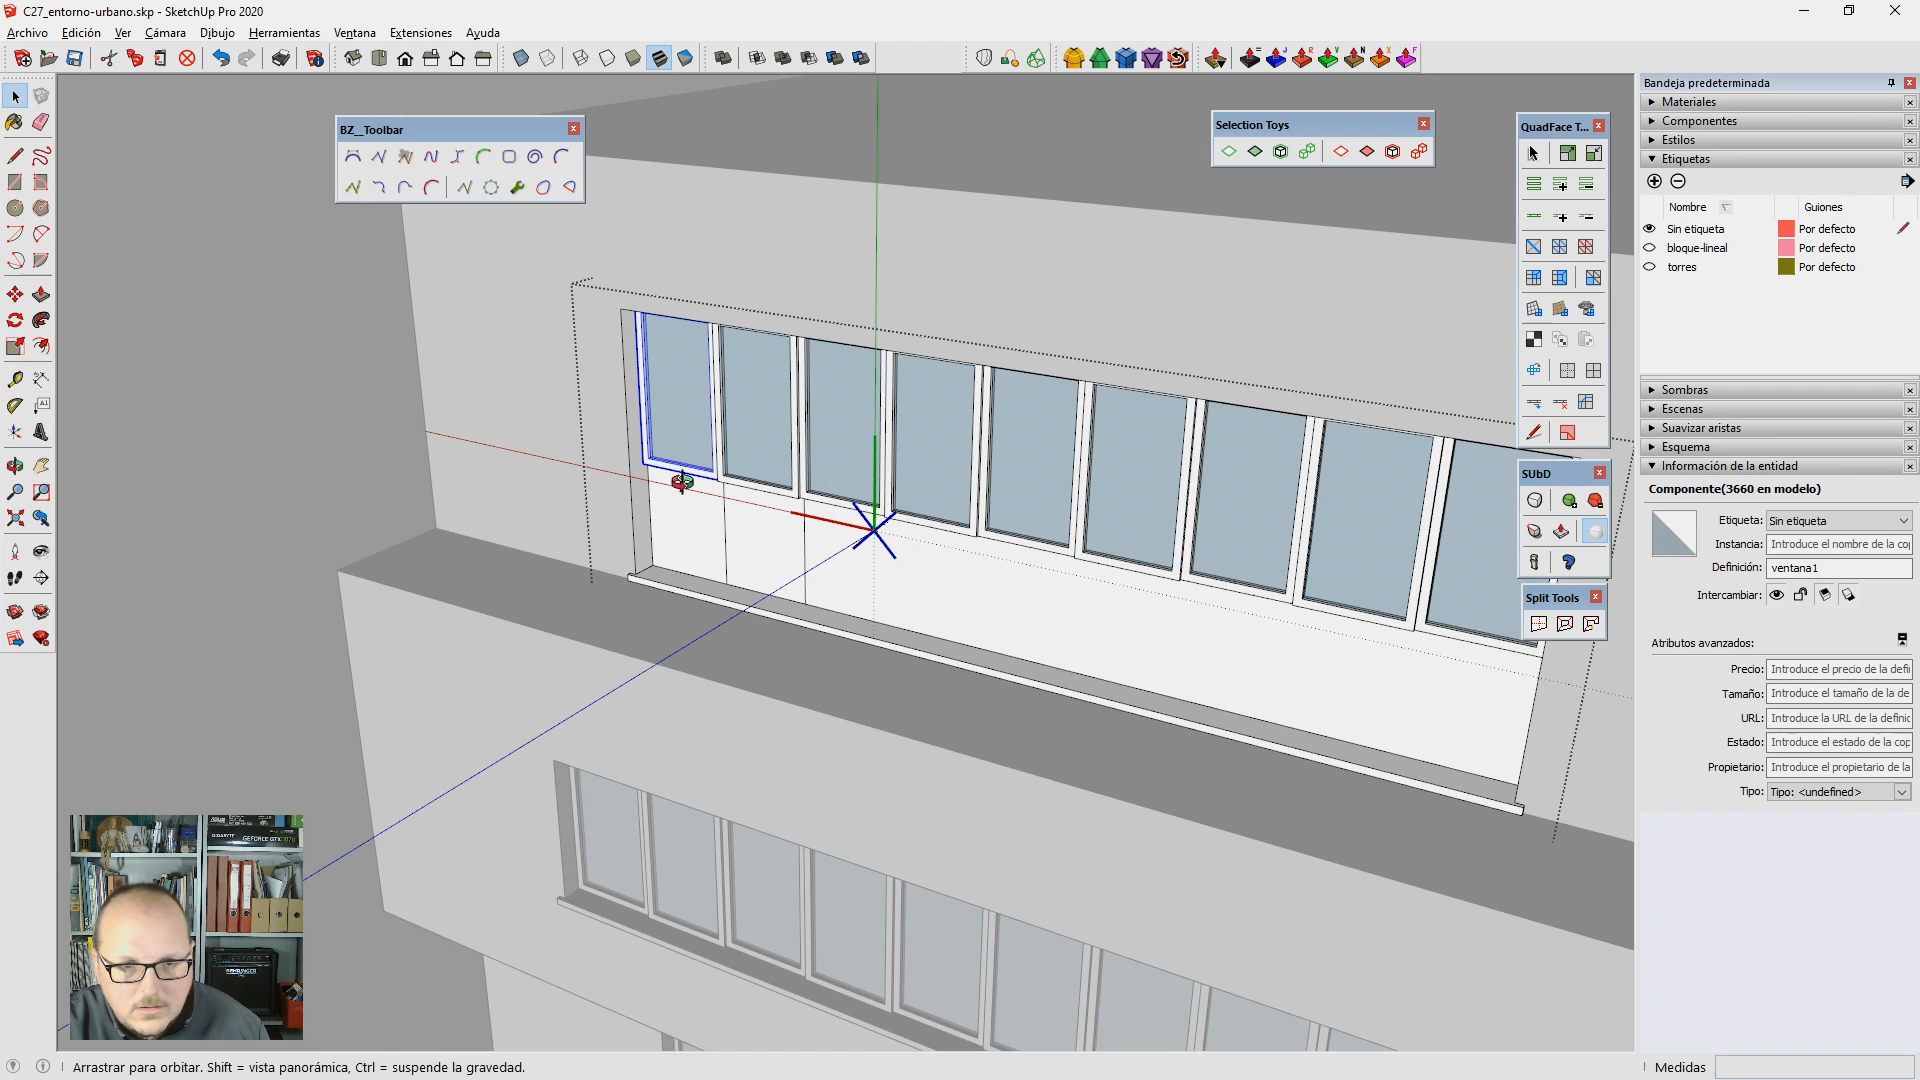 C27_entorno-urbano.skp - SketchUp Pro 2020
Archivo Edición Ver Cámara Dibujo Herramientas Ventana Extensiones Ayuda
BZ__Toolbar
Selection Toys
QuadFace T...
SUbD
Split Tools
Bandeja predeterminada
Materiales
Componentes
Estilos
Etiquetas
Nombre Guiones
Sin etiqueta Por defecto
bloque-lineal Por defecto
torres Por defecto
Sombras
Escenas
Suavizar aristas
Esquema
Información de la entidad
Componente(3660 en modelo)
Etiqueta: Sin etiqueta
Instancia: Introduce el nombre de la co
Definición: ventana1
Intercambiar:
Atributos avanzados:
Precio: Introduce el precio de la defi
Tamaño: Introduce el tamaño de la de
URL: Introduce la URL de la definic
Estado: Introduce el estado de la cop
Propietario: Introduce el propietario de la
Tipo: Tipo: <undefined>
GIGABYTE
GEFORCE GTX
BEHRINGER
Arrastrar para orbitar. Shift = vista panorámica, Ctrl = suspende la gravedad.
Medidas